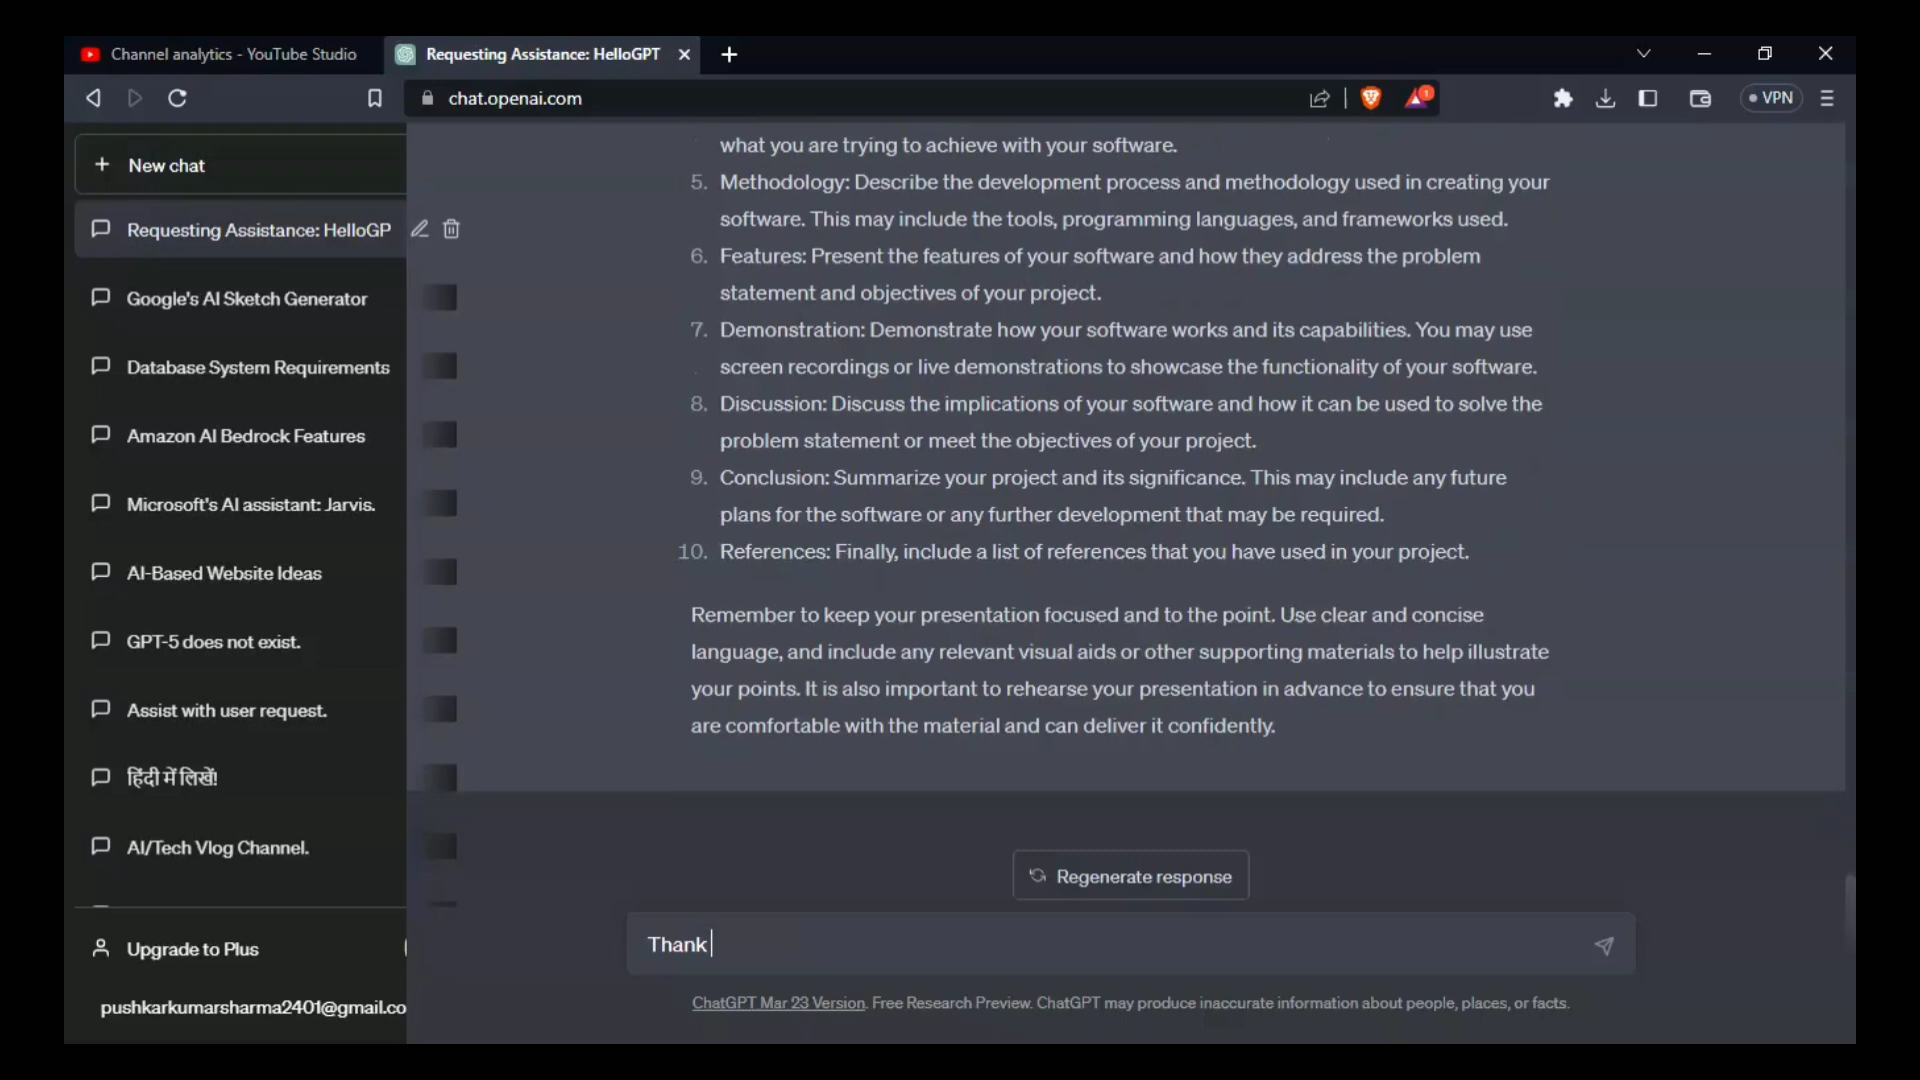 Channel analytics - YouTube Studio
Requesting Assistance: HelloGPT
chat.openai.com
1
VPN
New chat
Requesting Assistance: HelloGP
Google's AI Sketch Generator
Database System Requirements
Amazon AI Bedrock Features
Microsoft's AI assistant: Jarvis.
AI-Based Website Ideas
GPT-5 does not exist.
Assist with user request.
हिंदी में लिखें!
AI/Tech Vlog Channel.
Upgrade to Plus
pushkarkumarsharma2401@gmail.co
what you are trying to achieve with your software.
5. Methodology: Describe the development process and methodology used in creating your
software. This may include the tools, programming languages, and frameworks used.
6. Features: Present the features of your software and how they address the problem
statement and objectives of your project.
7. Demonstration: Demonstrate how your software works and its capabilities. You may use
screen recordings or live demonstrations to showcase the functionality of your software.
8. Discussion: Discuss the implications of your software and how it can be used to solve the
problem statement or meet the objectives of your project.
9. Conclusion: Summarize your project and its significance. This may include any future
plans for the software or any further development that may be required.
10. References: Finally, include a list of references that you have used in your project.
Remember to keep your presentation focused and to the point. Use clear and concise
language, and include any relevant visual aids or other supporting materials to help illustrate
your points. It is also important to rehearse your presentation in advance to ensure that you
are comfortable with the material and can deliver it confidently.
Regenerate response
Thank
ChatGPT Mar 23 Version. Free Research Preview. ChatGPT may produce inaccurate information about people, places, or facts.